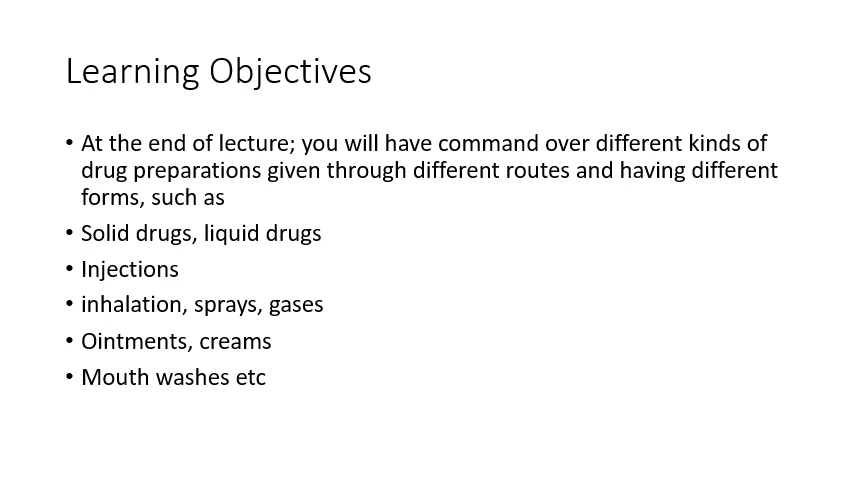 Learning Objectives
• At the end of lecture; you will have command over different kinds of
drug preparations given through different routes and having different
forms, such as
• Solid drugs, liquid drugs
• Injections
• inhalation, sprays, gases
• Ointments, creams
• Mouth washes etc